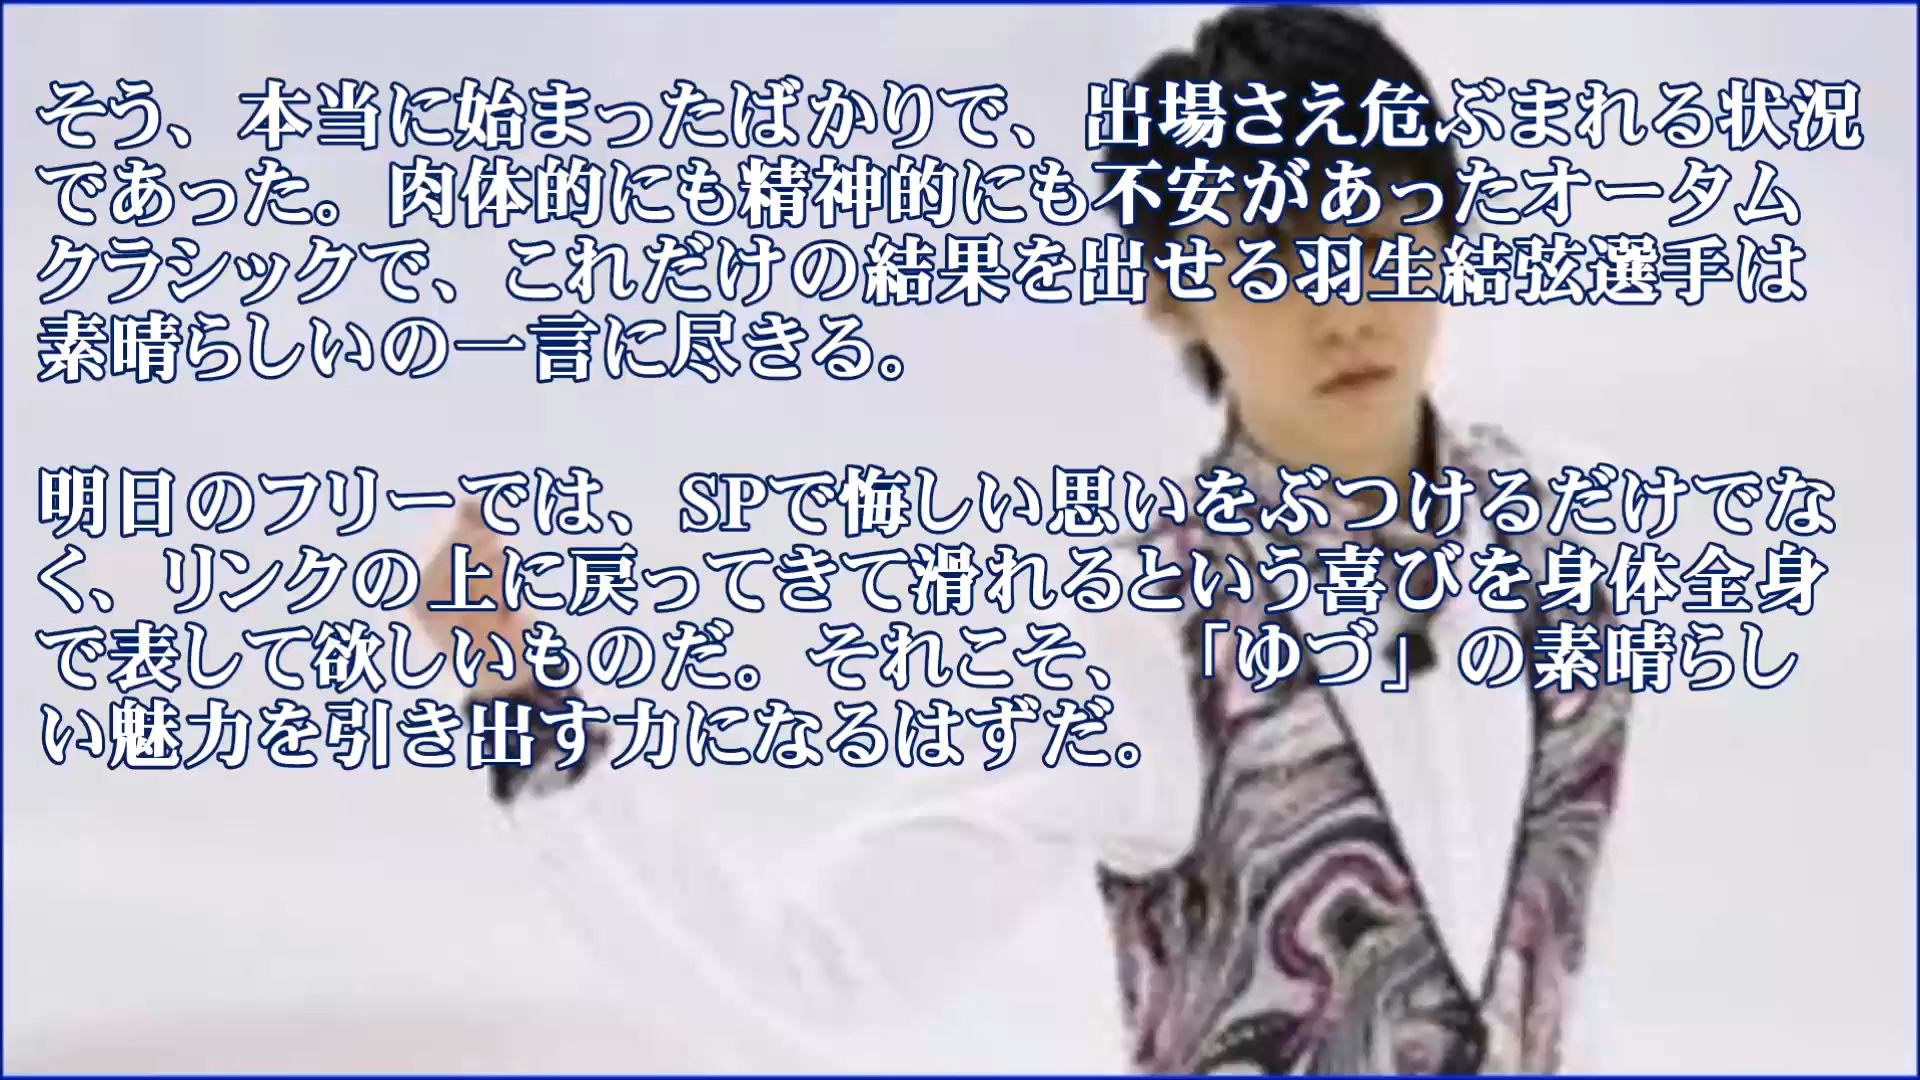 そう、本当に始まったばかりで、出場さえ危ぶまれる状況
であった。肉体的にも精神的にも不安があったオータム
クラシックで、これだけの結果を出せる羽生結弦選手は
素晴らしいの一言に尽きる。
明日のフリーでは、SPで悔しい思いをぶつけるだけでな
く、リンクの上に戻ってきて滑れるという喜びを身体全身
で表して欲しいものだ。それこそ、「ゆづ」の素晴らし
い魅力を引き出す力になるはずだ。